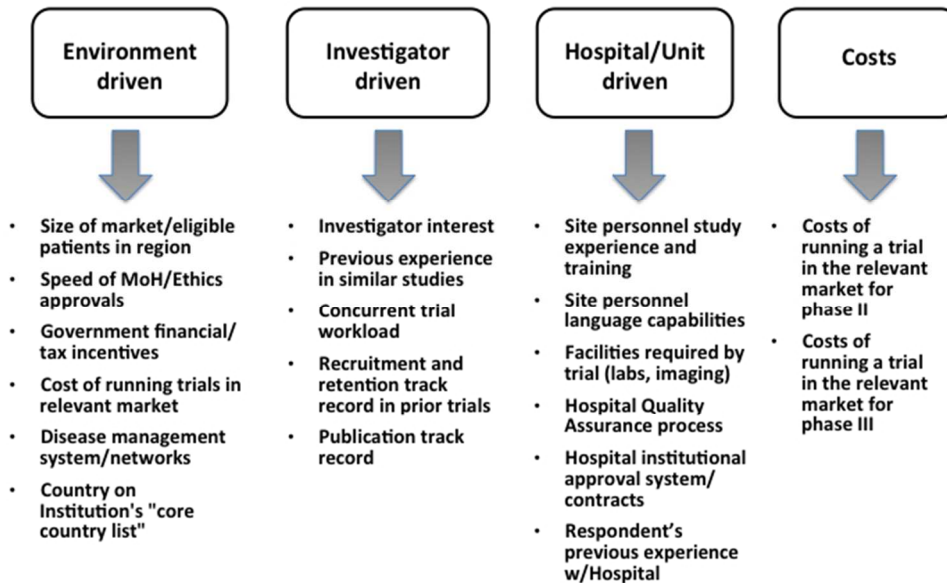 Environment
driven
Investigator
driven
Hospital/Unit
driven
Costs
• Size of market/eligible
patients in region
• Speed of MoH/Ethics
approvals
• Government financial/
tax incentives
• Cost of running trials in
relevant market
• Disease management
system/networks
• Country on
Institution's "core
country list"
• Investigator interest
• Previous experience
in similar studies
• Concurrent trial
workload
• Recruitment and
retention track
record in prior trials
• Publication track
record
• Site personnel study
experience and
training
• Site personnel
language capabilities
• Facilities required by
trial (labs, imaging)
• Hospital Quality
Assurance process
• Hospital institutional
approval system/
contracts
• Respondent's
previous experience
w/Hospital
• Costs of
running a trial
in the relevant
market for
phase II
• Costs of
running a trial
in the relevant
market for
phase III